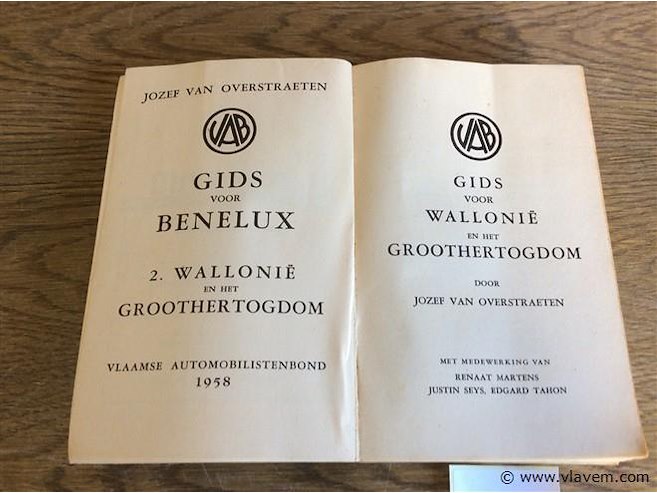 JOZEF VAN OVERSTRAETEN
VAB
GIDS
VOOR
BENELUX
2. WALLONIË
EN HET
GROOTHERTOGDOM
VLAAMSE AUTOMOBILISTENBOND
1958
VAB
GIDS
VOOR
WALLONIË
EN HET
GROOTHERTOGDOM
DOOR
JOZEF VAN OVERSTRAETEN
MET MEDEWERKING VAN
RENAAT MARTENS
JUSTIN SEYS, EDGARD TAHON
© www.vlavem.com